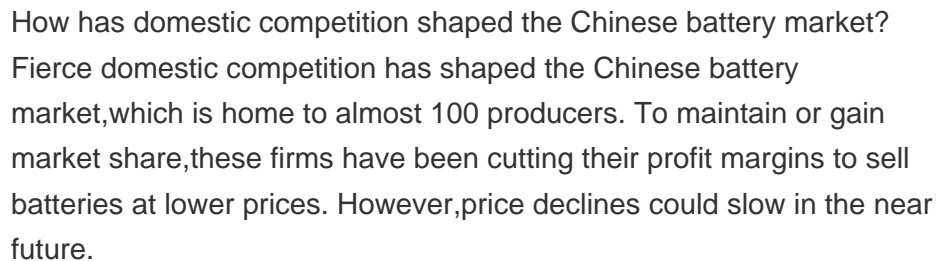 How has domestic competition shaped the Chinese battery market?
Fierce domestic competition has shaped the Chinese battery
market,which is home to almost 100 producers. To maintain or gain
market share,these firms have been cutting their profit margins to sell
batteries at lower prices. However,price declines could slow in the near
future.